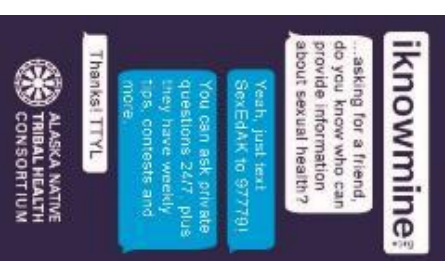 iknowmine
.org
...asking for a friend,
do you know who can
provide information
about sexual health?
Yeah, just text
SexEdAK to 97779!
You can ask private
questions 24/7, plus
they have weekly
tips, contests and
more.
Thanks! TTYL
ALASKA NATIVE
TRIBAL HEALTH
CONSORTIUM